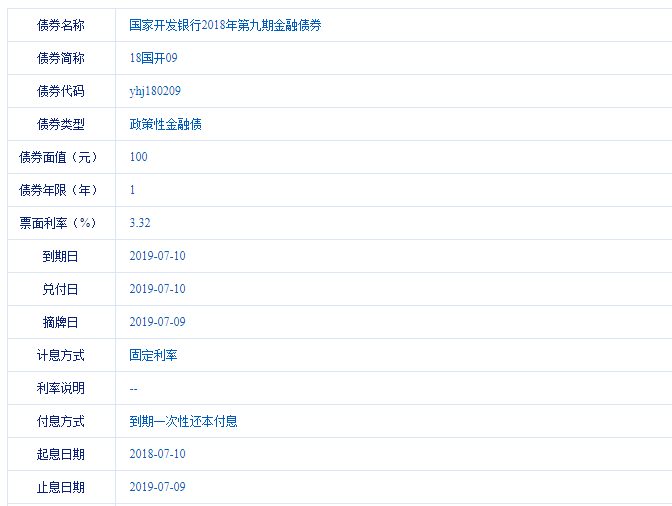 债券名称 国家开发银行2018年第九期金融债券
债券简称 18国开09
债券代码 yhj180209
债券类型 政策性金融债
债券面值（元） 100
债券年限（年） 1
票面利率（%） 3.32
到期日 2019-07-10
兑付日 2019-07-10
摘牌日 2019-07-09
计息方式 固定利率
利率说明 --
付息方式 到期一次性还本付息
起息日期 2018-07-10
止息日期 2019-07-09